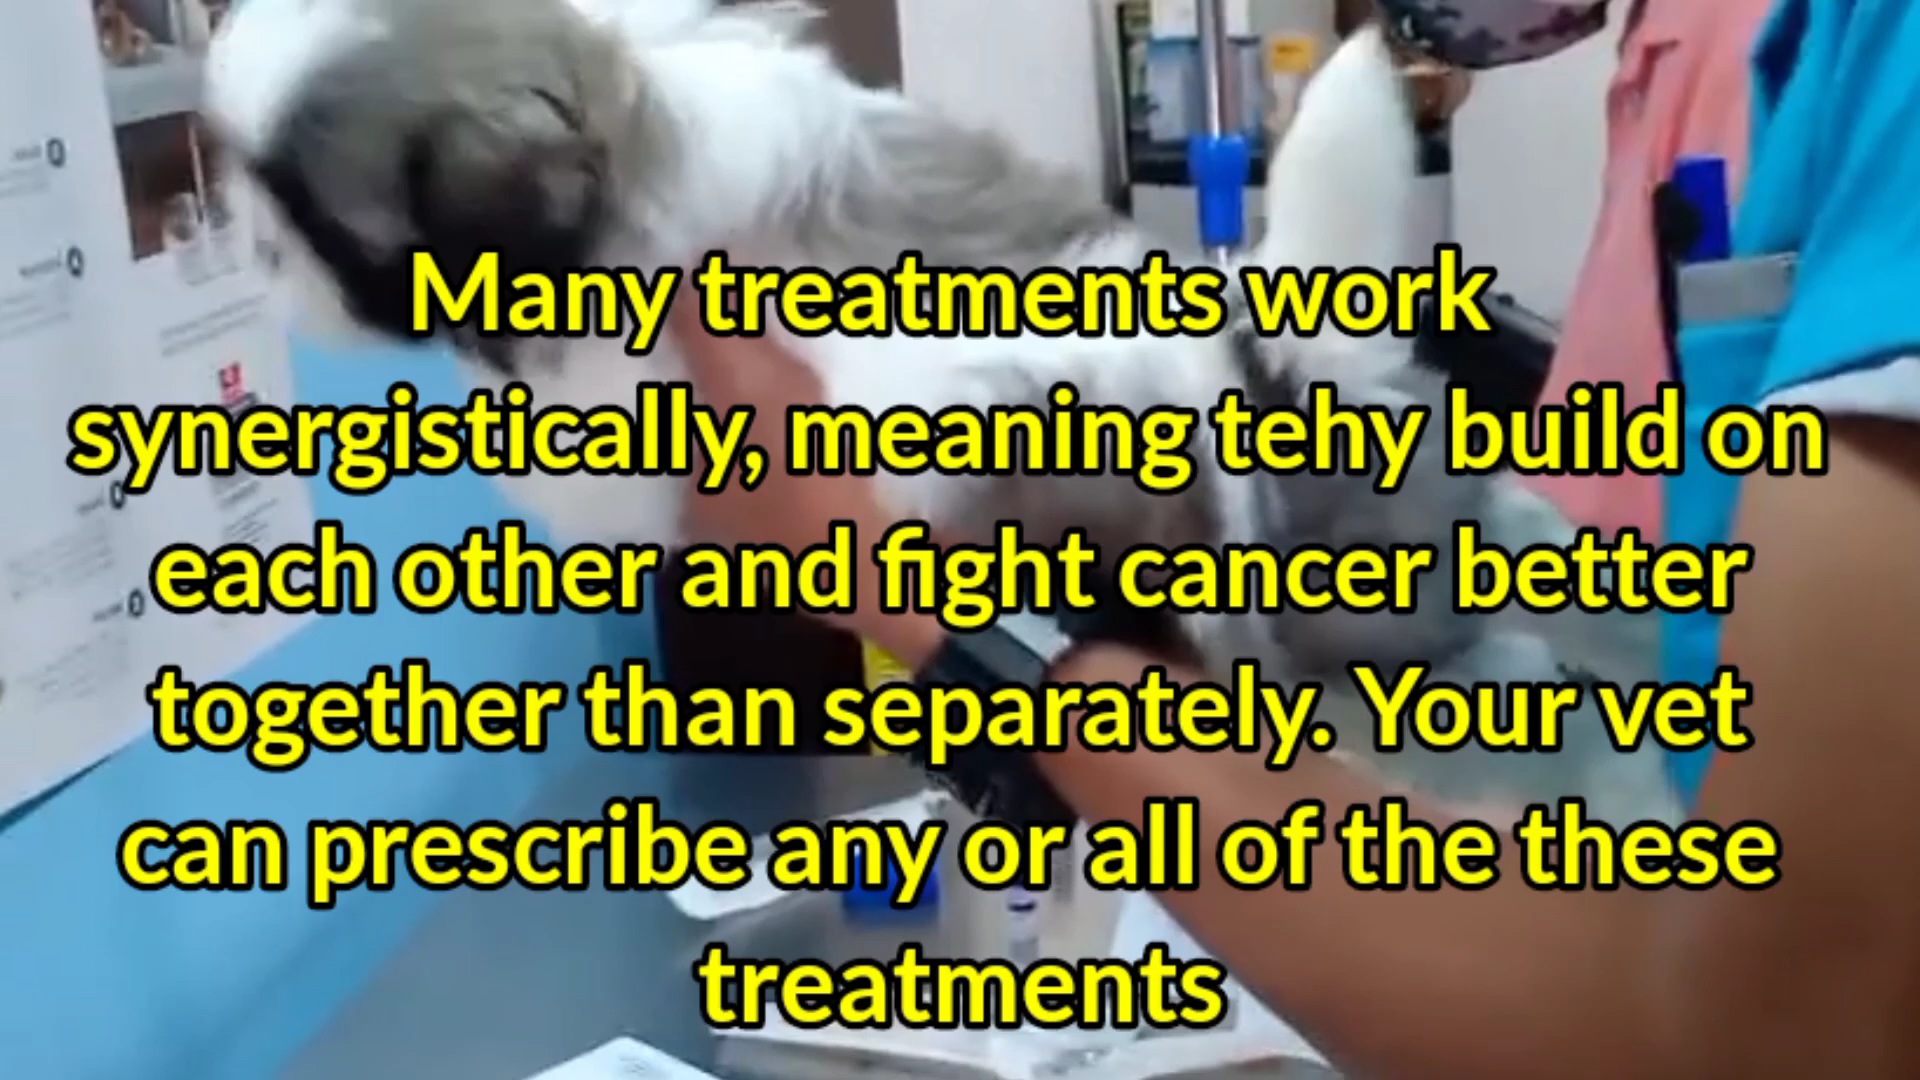 Many treatments work
synergistically, meaning tehy build on
each other and fight cancer better
together than separately. Your vet
can prescribe any or all of the these
treatments